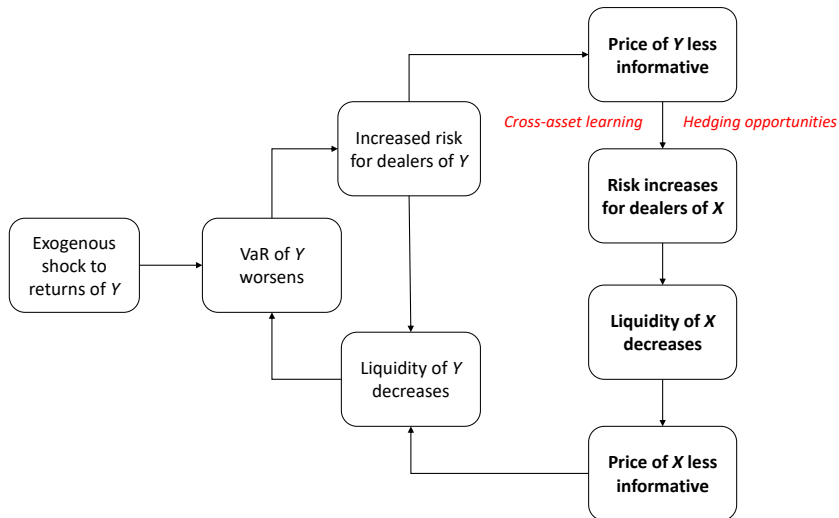 Price of Y less
informative
Cross-asset learning
Hedging opportunities
Increased risk
for dealers of Y
Risk increases
for dealers of X
Exogenous
shock to
returns of Y
VaR of Y
worsens
Liquidity of X
decreases
Liquidity of Y
decreases
Price of X less
informative